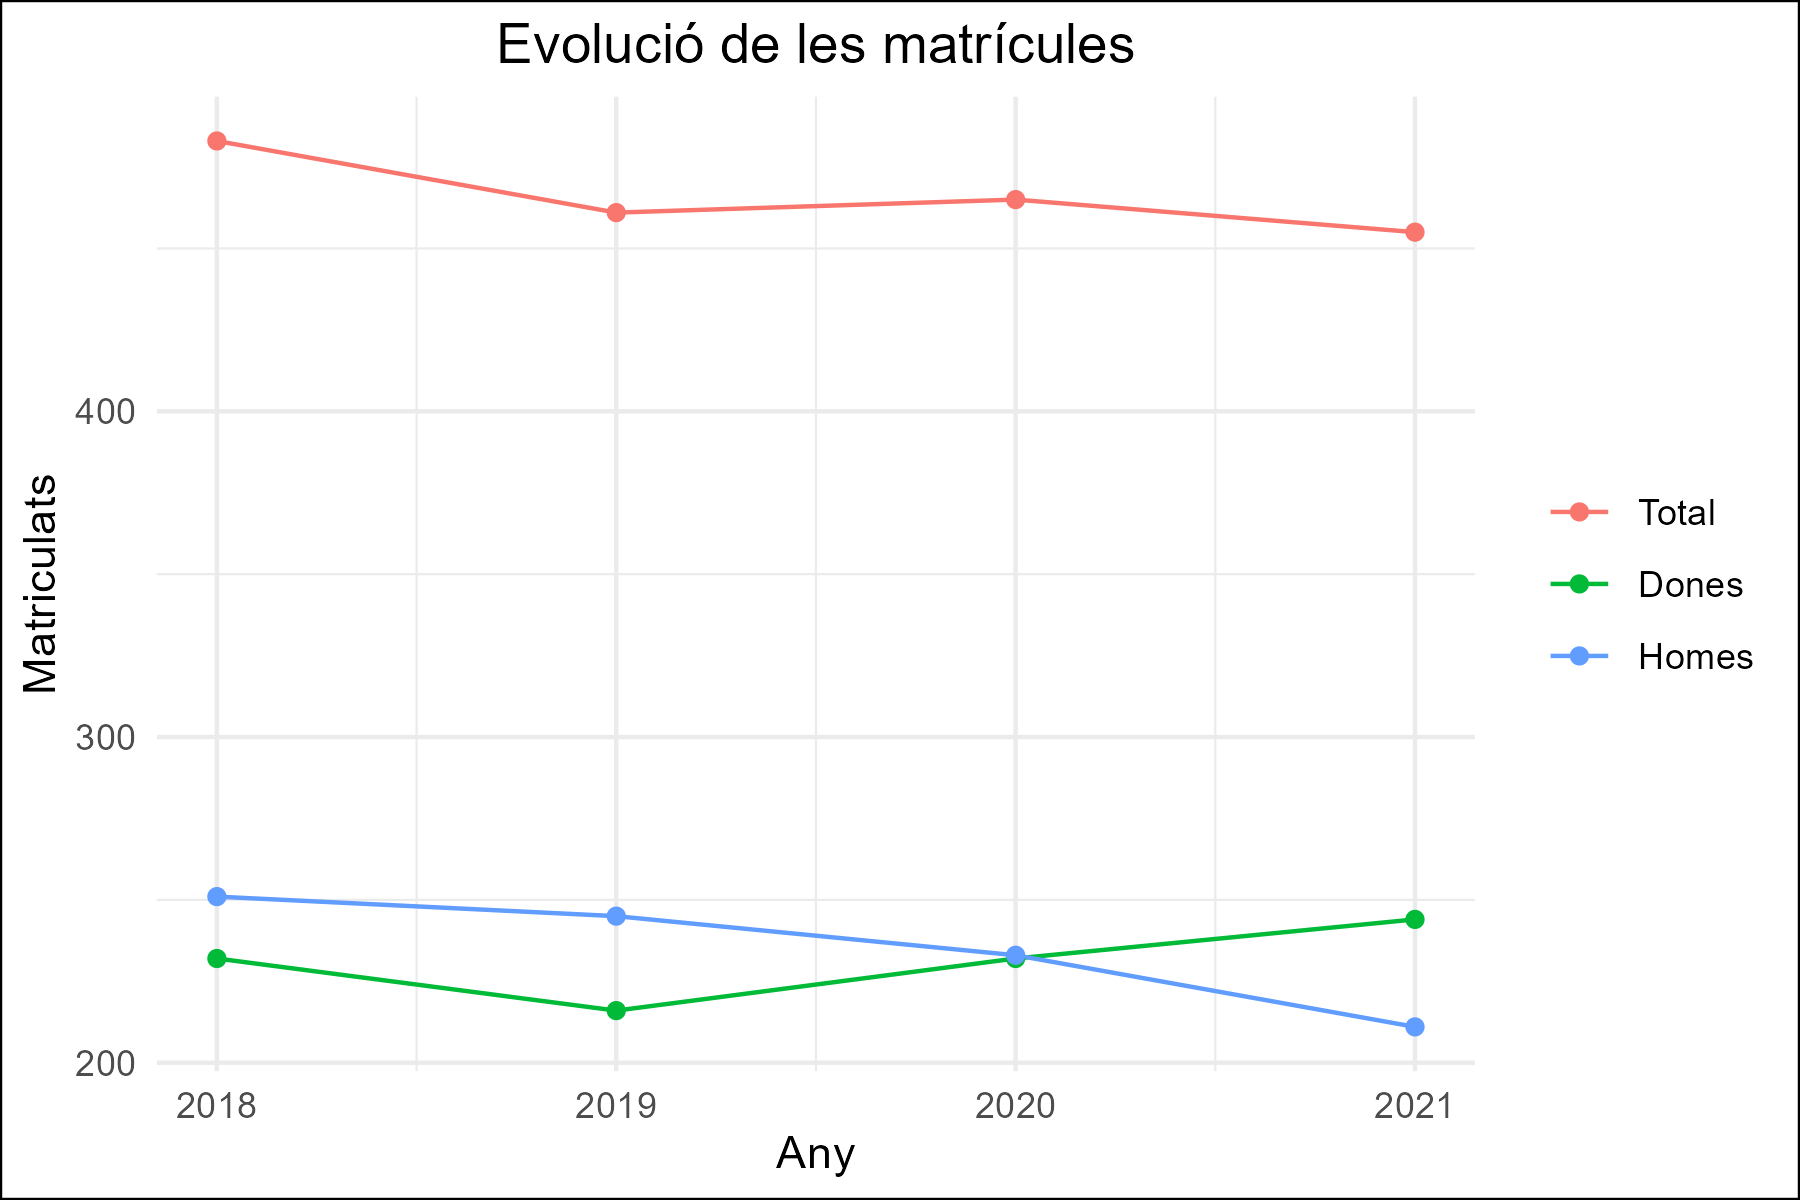 Evolució de les matrícules
Matriculats
400
300
200
2018 2019 2020 2021
Any
Total
Dones
Homes